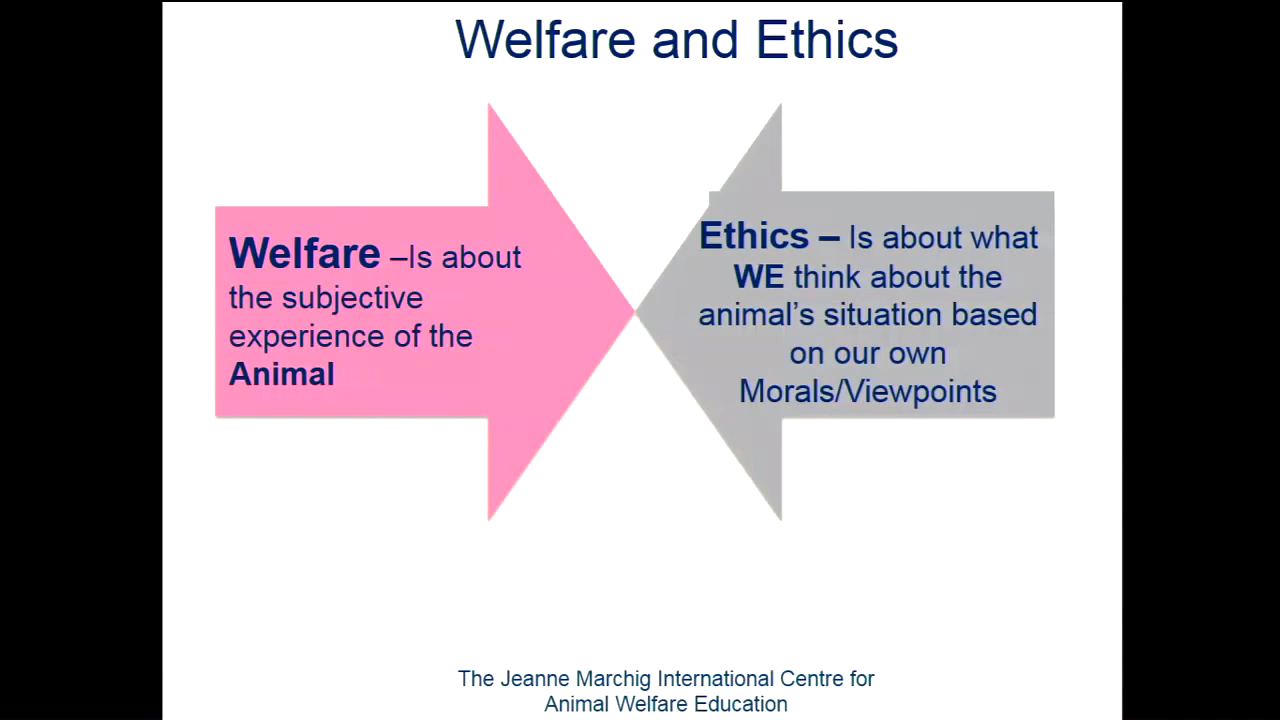 Welfare and Ethics
Welfare –Is about
the subjective
experience of the
Animal
Ethics – Is about what
WE think about the
animal’s situation based
on our own
Morals/Viewpoints
The Jeanne Marchig International Centre for
Animal Welfare Education